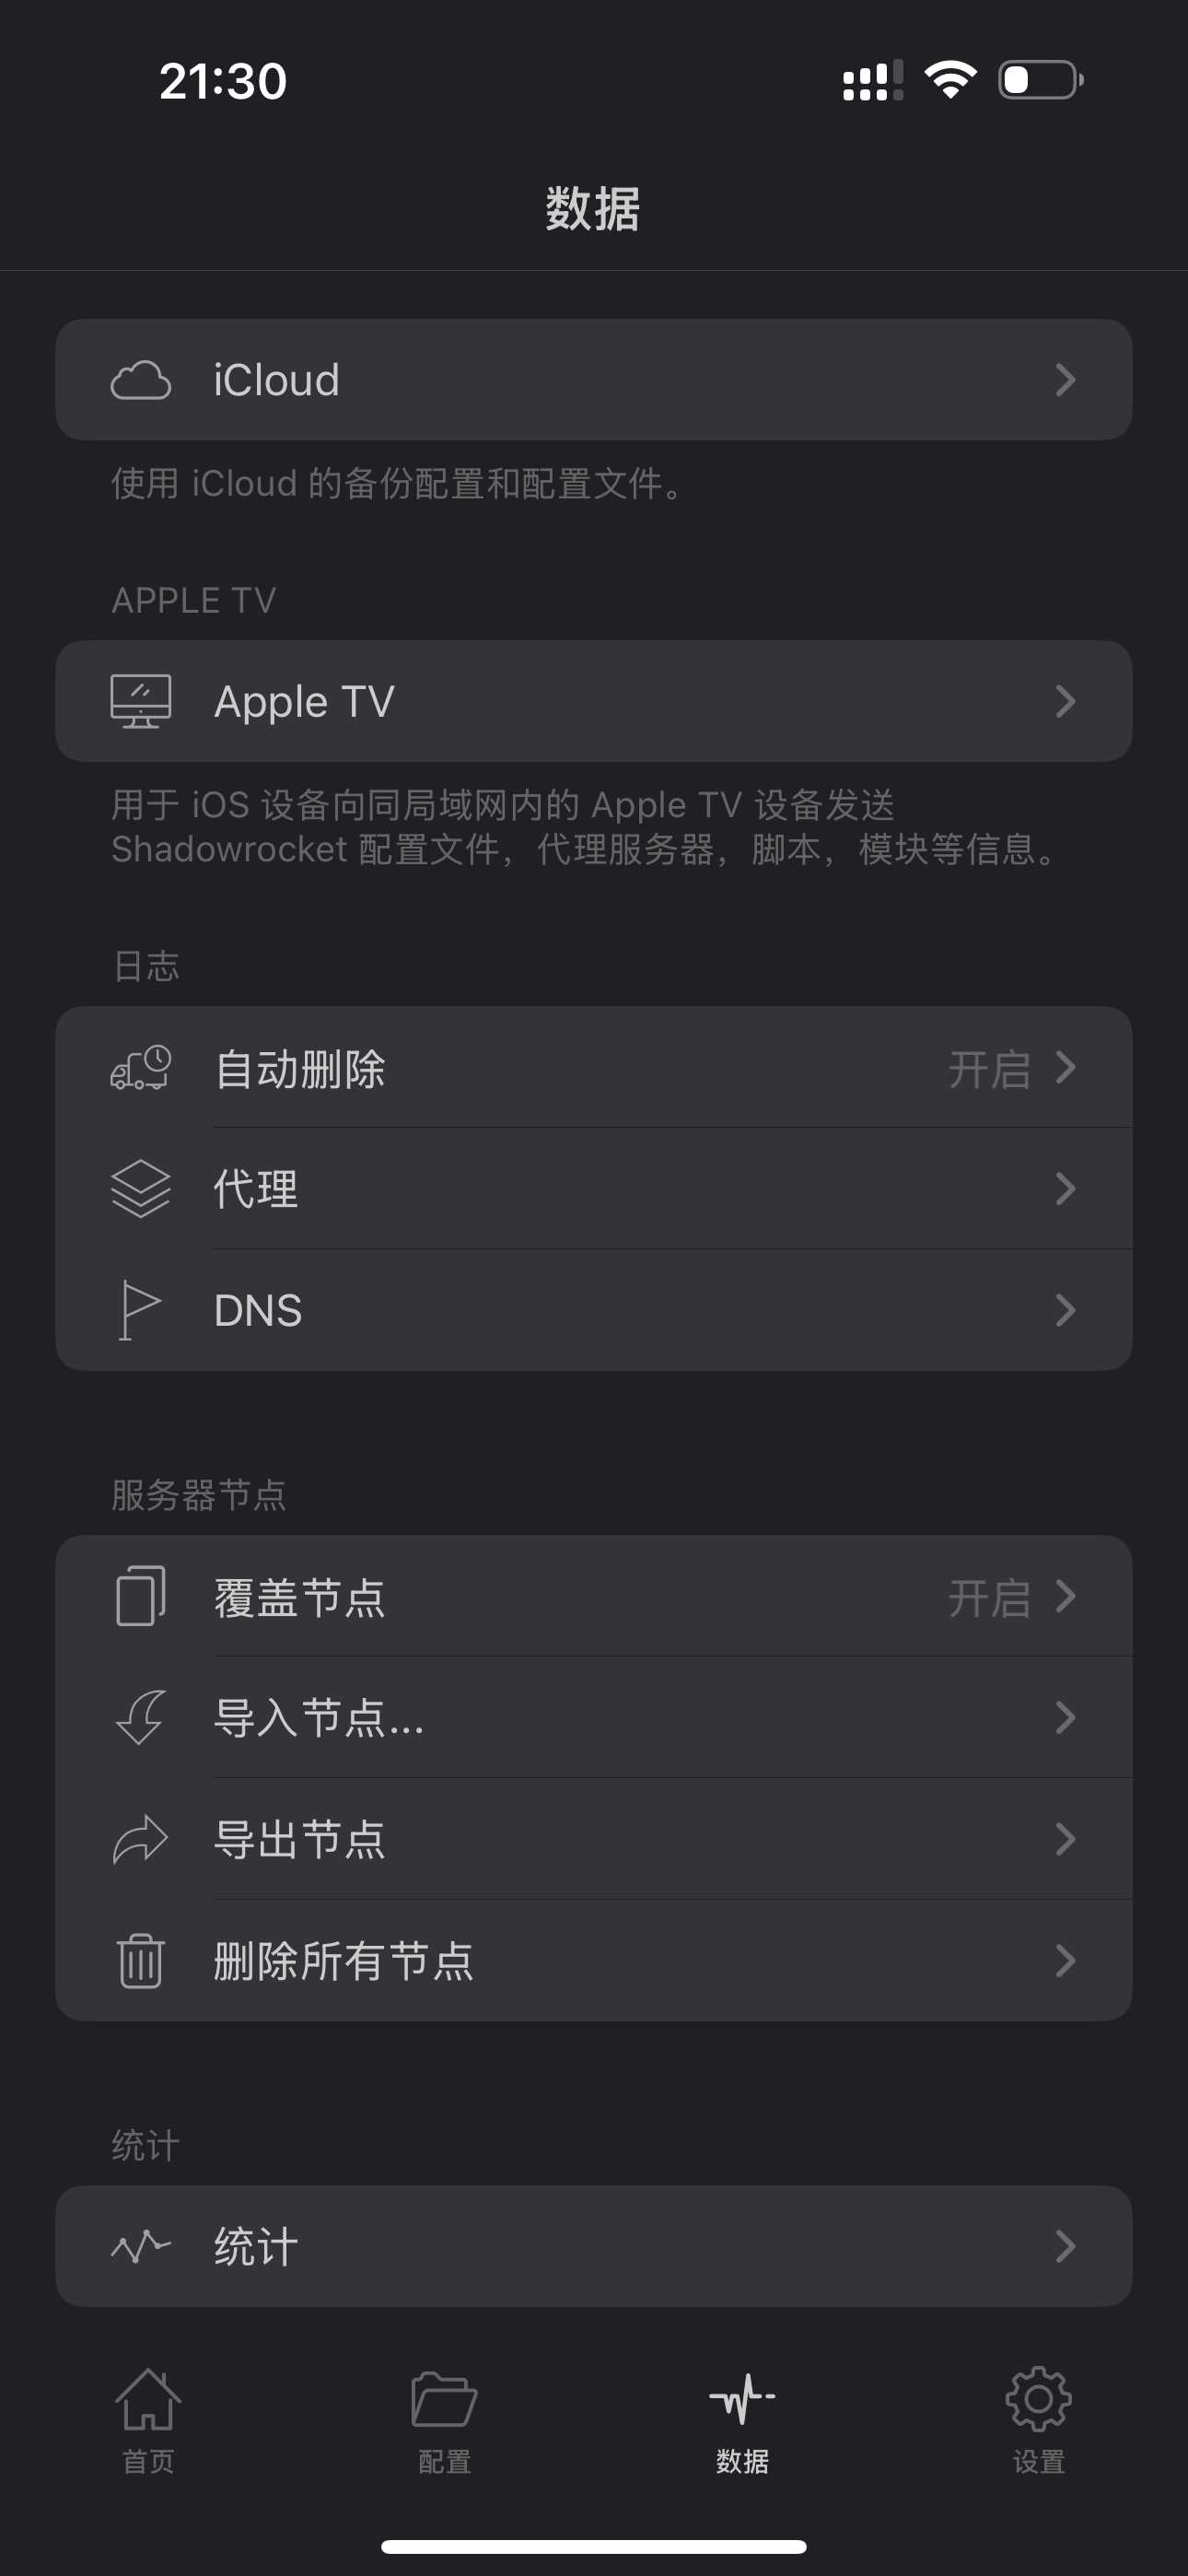 21:30
数据
iCloud
使用 iCloud 的备份配置和配置文件。
APPLE TV
Apple TV
用于 iOS 设备向同局域网内的 Apple TV 设备发送
Shadowrocket 配置文件，代理服务器，脚本，模块等信息。
日志
自动删除 开启
代理
DNS
服务器节点
覆盖节点 开启
导入节点...
导出节点
删除所有节点
统计
统计
首页 配置 数据 设置